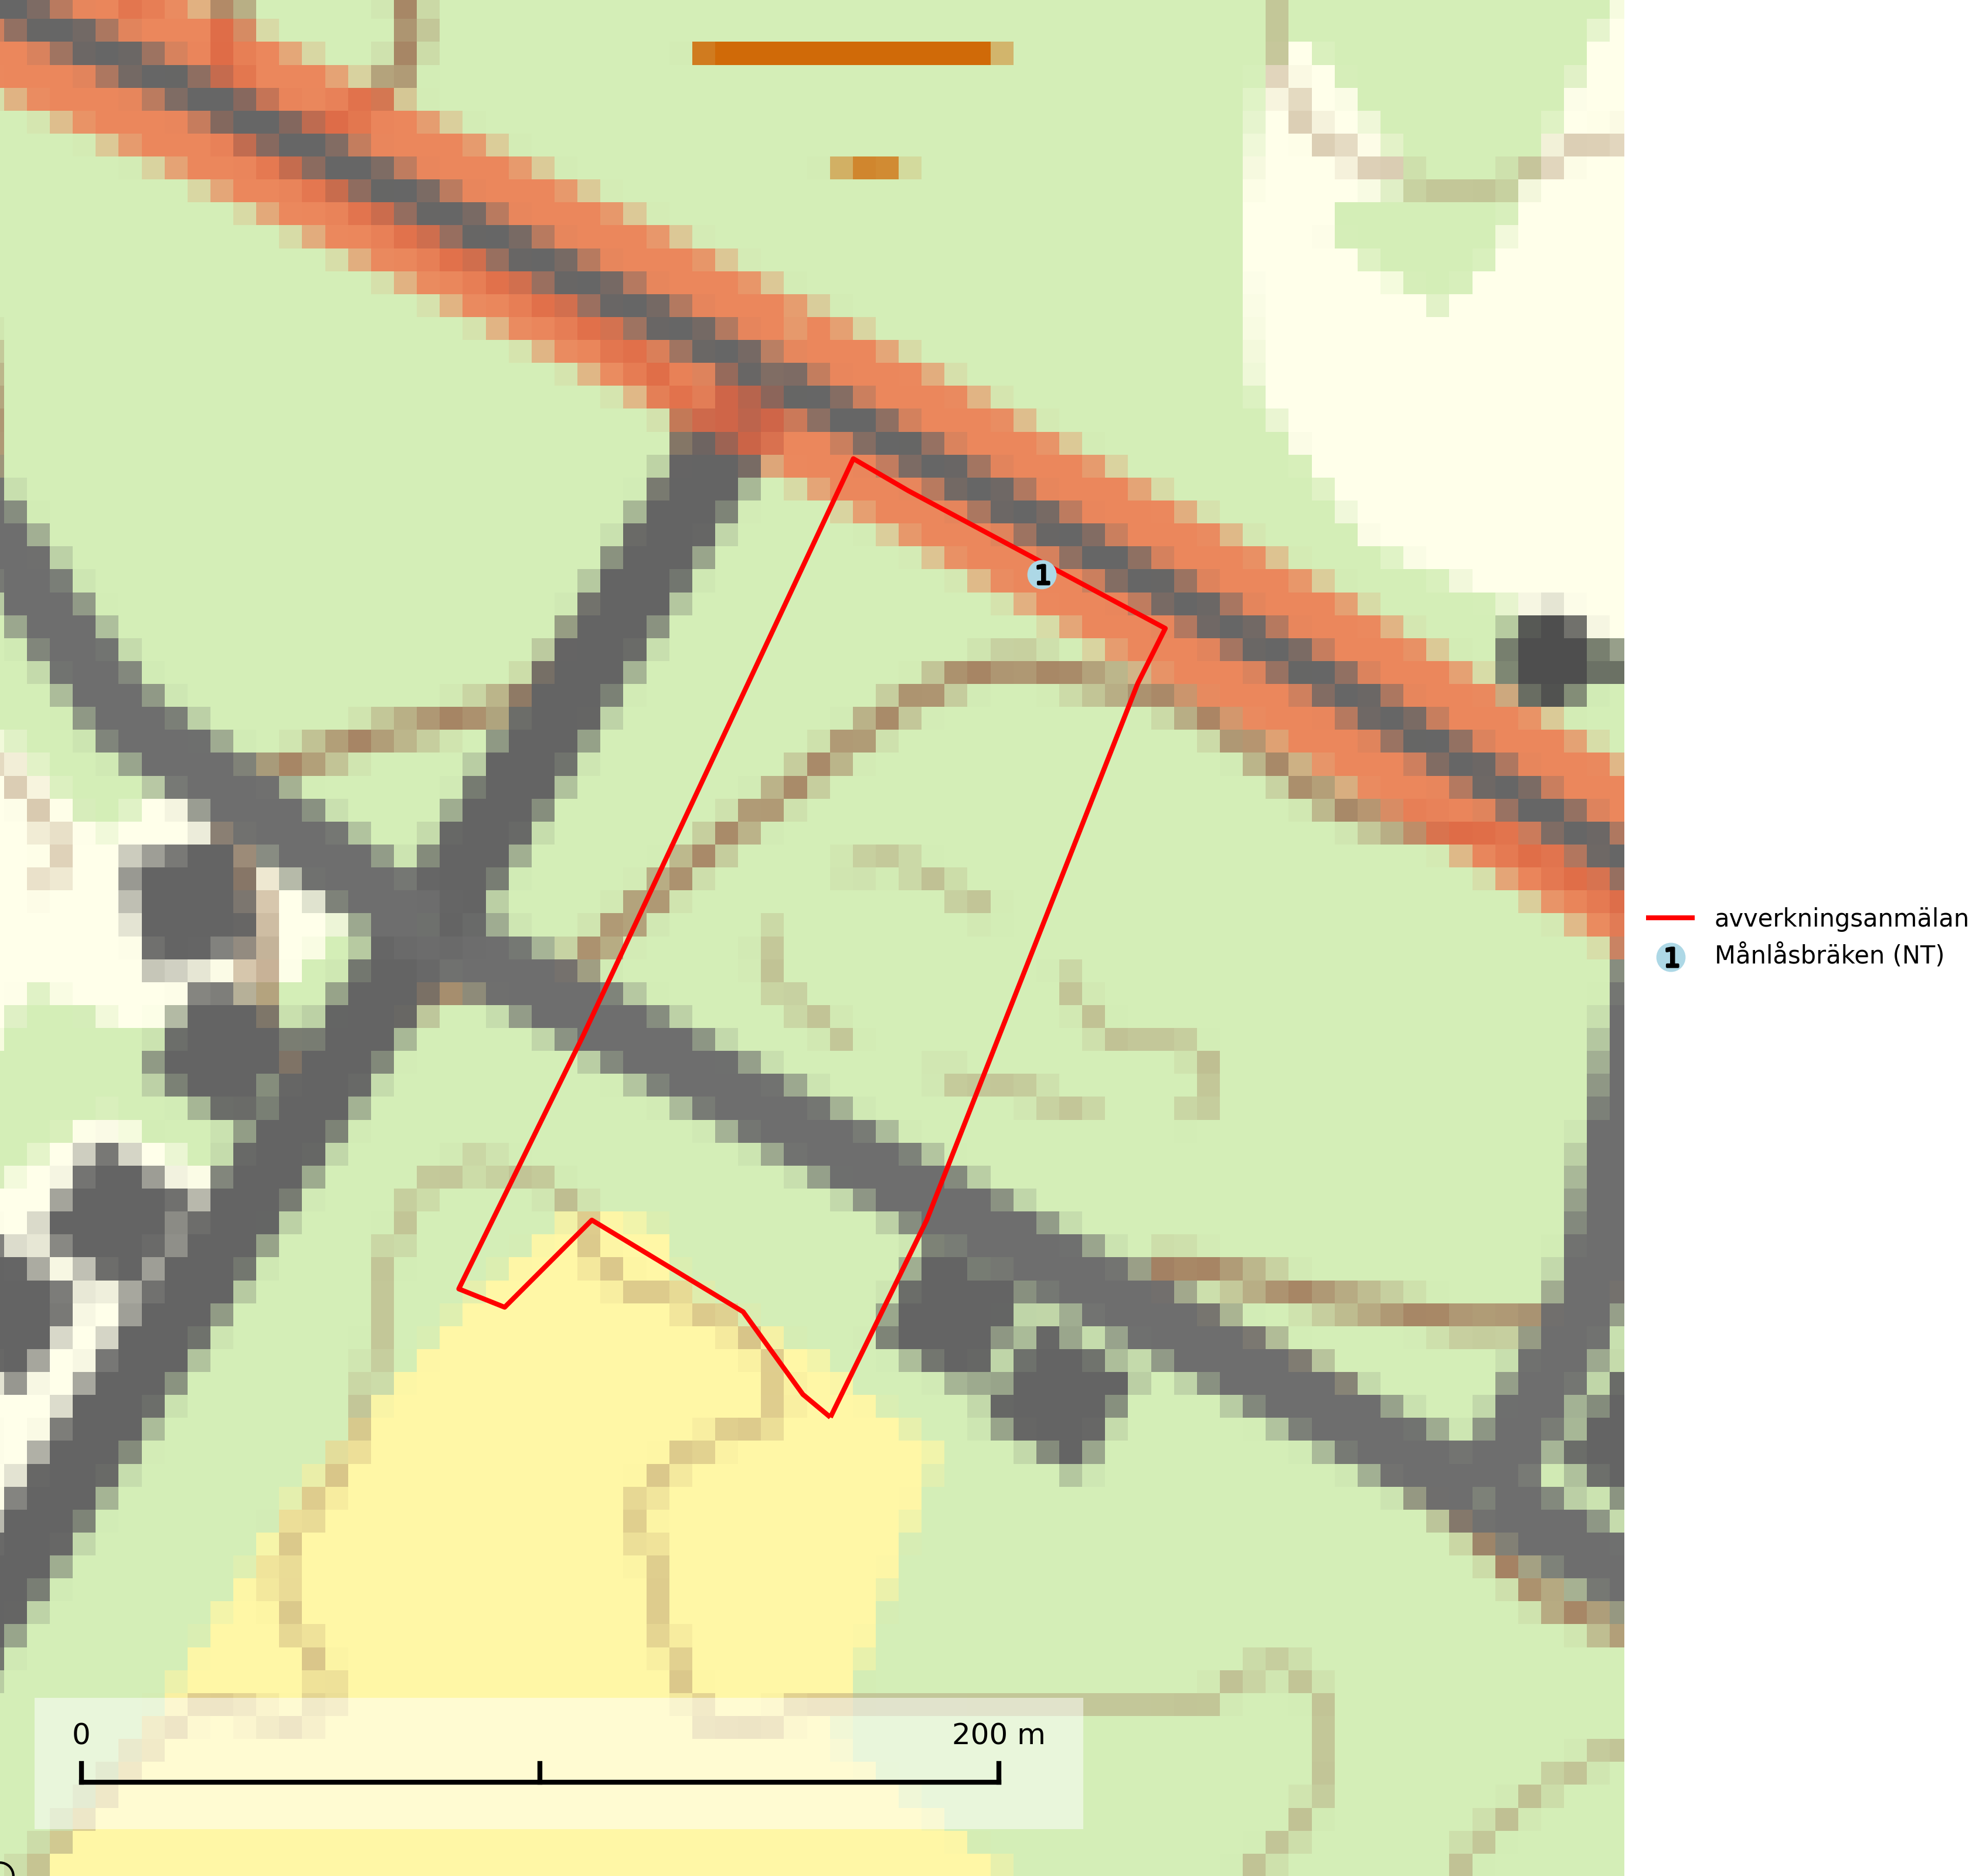 1
avverkningsanmälan
1 Månlåsbräken (NT)
0 200 m